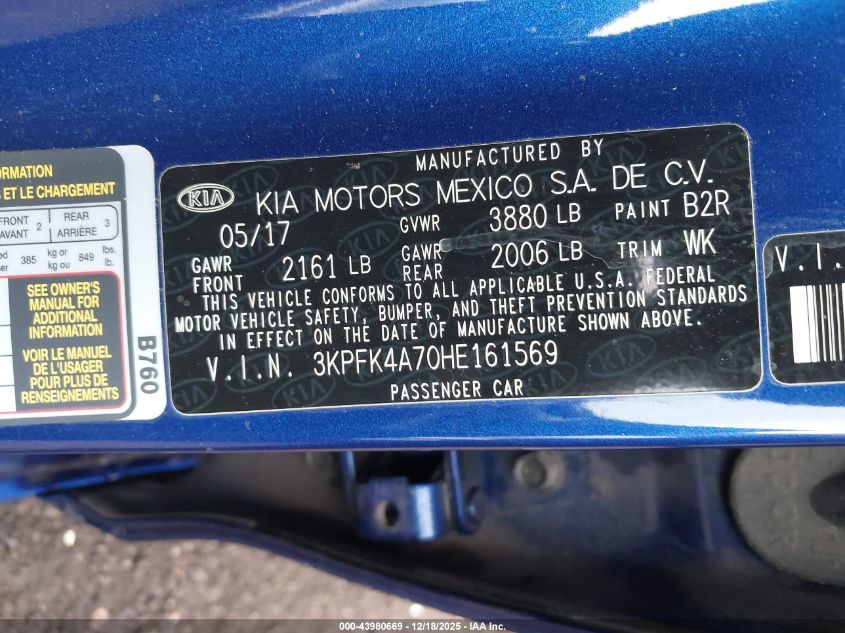 ORMATION
S ET LE CHARGEMENT
FRONT 2 REAR 3
AVANT ARRIÈRE
385 kg or 849 lbs.
kg ou lb.
SEE OWNER'S
MANUAL FOR
ADDITIONAL
INFORMATION
VOIR LE MANUEL
DE L'USAGER
POUR PLUS DE
RENSEIGNEMENTS
B760
MANUFACTURED BY
KIA KIA MOTORS MEXICO S.A. DE C.V.
05/17 GVWR 3880 LB PAINT B2R
GAWR FRONT 2161 LB GAWR REAR 2006 LB TRIM WK
THIS VEHICLE CONFORMS TO ALL APPLICABLE U.S.A. FEDERAL
MOTOR VEHICLE SAFETY, BUMPER, AND THEFT PREVENTION STANDARDS
IN EFFECT ON THE DATE OF MANUFACTURE SHOWN ABOVE.
V.I.N. 3KPFK4A70HE161569
PASSENGER CAR
V.I.
000-43980669 - 12/18/2025 - IAA Inc.